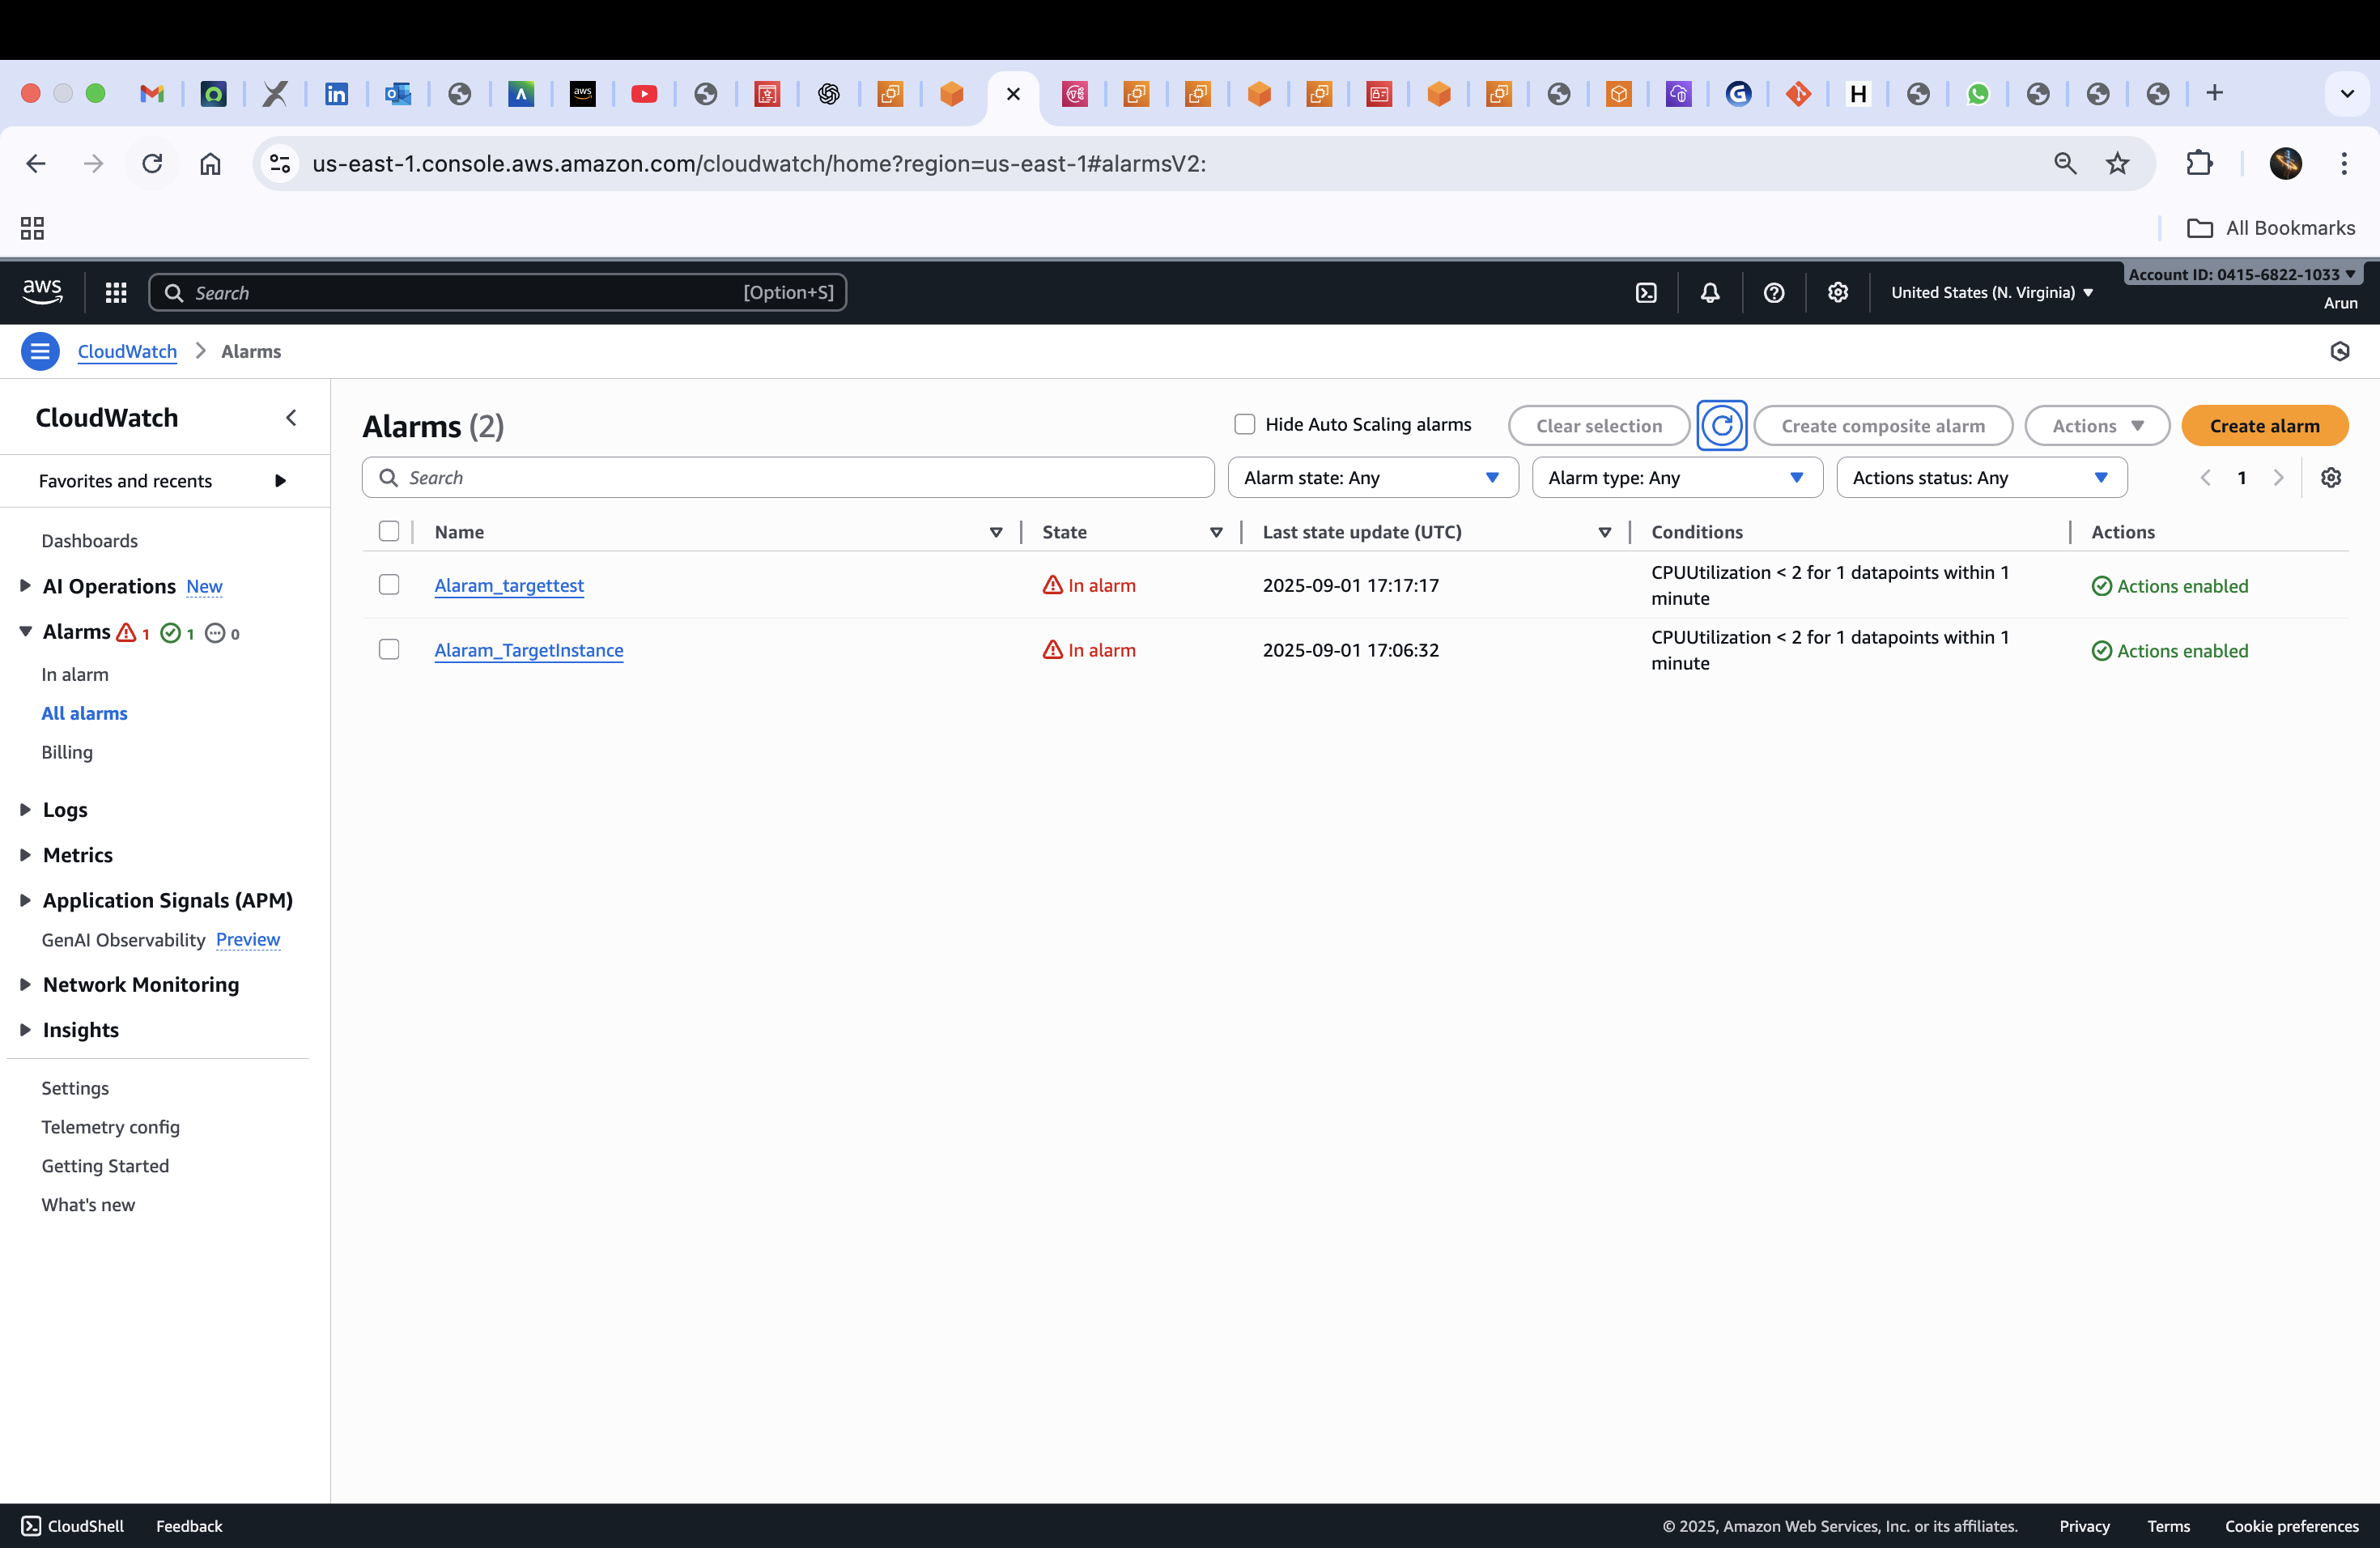 us-east-1.console.aws.amazon.com/cloudwatch/home?region=us-east-1#alarmsV2:
All Bookmarks
aws
Search
[Option+S]
United States (N. Virginia)
Account ID: 0415-6822-1033
Arun
CloudWatch
Alarms
CloudWatch
Favorites and recents
Dashboards
AI Operations New
Alarms 1 1 0
In alarm
All alarms
Billing
Logs
Metrics
Application Signals (APM)
GenAI Observability Preview
Network Monitoring
Insights
Settings
Telemetry config
Getting Started
What's new
Alarms (2)
Hide Auto Scaling alarms
Clear selection
Create composite alarm
Actions
Create alarm
Search
Alarm state: Any
Alarm type: Any
Actions status: Any
1
Name
State
Last state update (UTC)
Conditions
Actions
Alaram_targettest
In alarm
2025-09-01 17:17:17
CPUUtilization < 2 for 1 datapoints within 1
minute
Actions enabled
Alaram_TargetInstance
In alarm
2025-09-01 17:06:32
CPUUtilization < 2 for 1 datapoints within 1
minute
Actions enabled
CloudShell
Feedback
© 2025, Amazon Web Services, Inc. or its affiliates.
Privacy
Terms
Cookie preferences